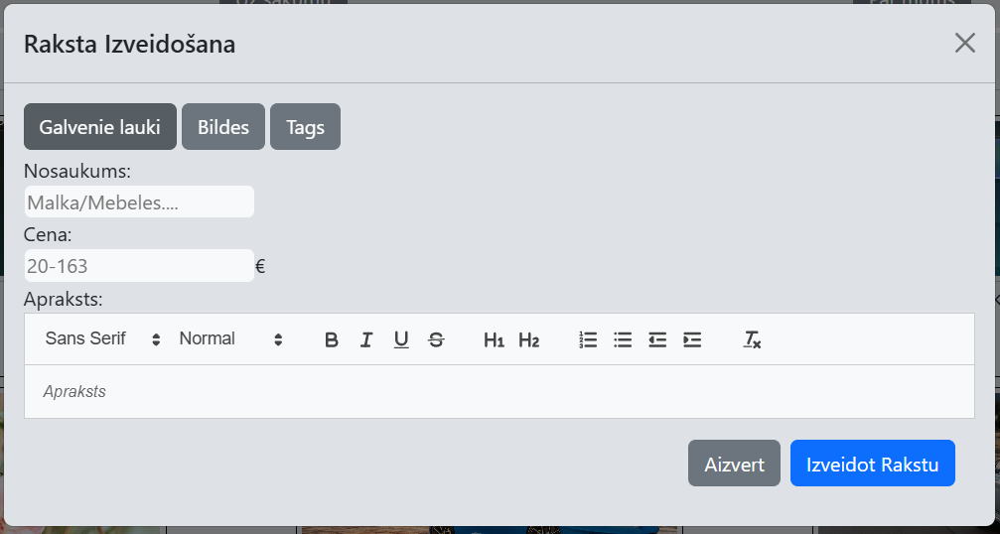 Raksta Izveidošana
Galvenie lauki Bildes Tags
Nosaukums:
Malka/Mebeles....
Cena:
20-163 €
Apraksts:
Sans Serif Normal B I U S H1 H2
Apraksts
Aizvert Izveidot Rakstu